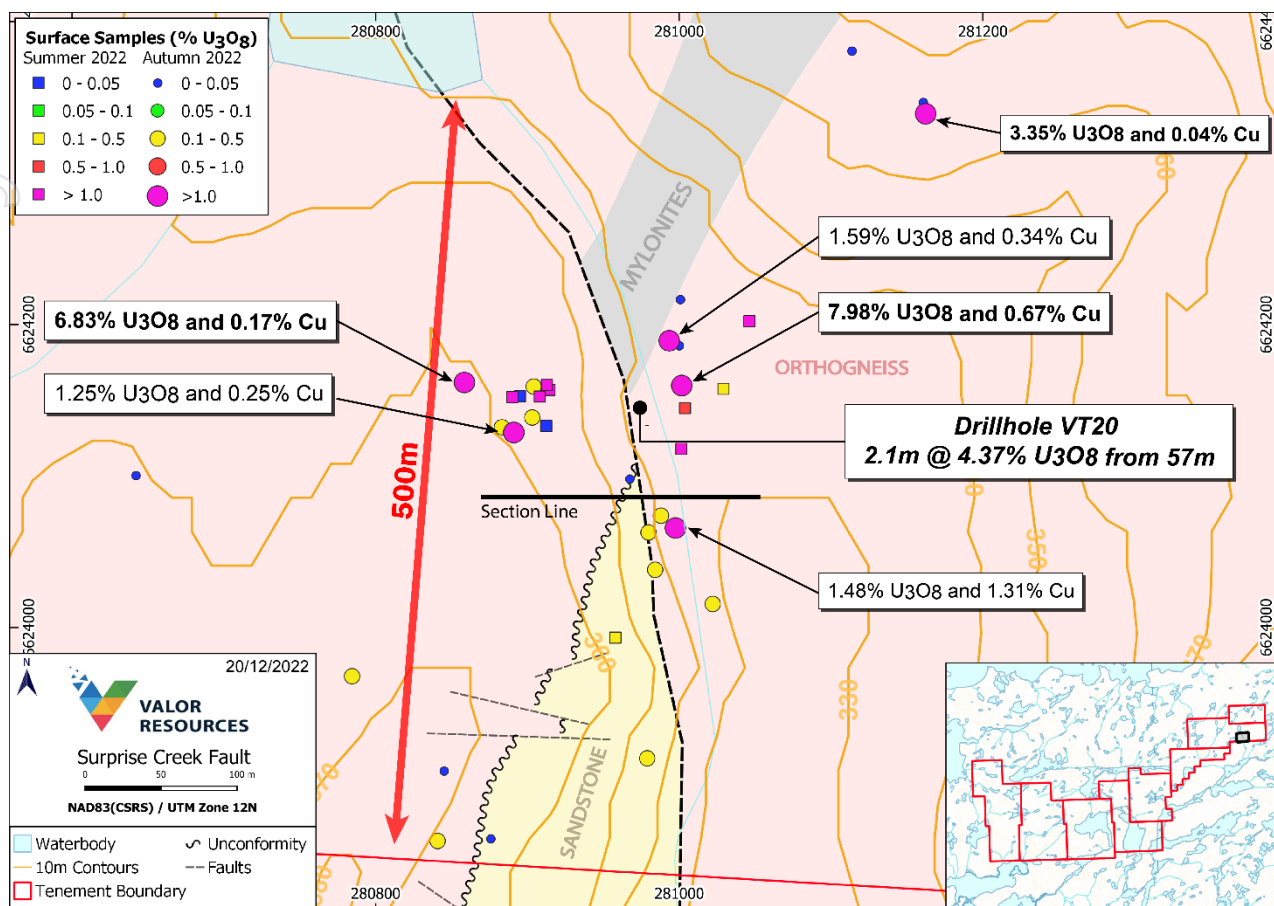 Surface Samples (% U3O8)
Summer 2022 Autumn 2022
0 - 0.05 0 - 0.05
0.05 - 0.1 0.05 - 0.1
0.1 - 0.5 0.1 - 0.5
0.5 - 1.0 0.5 - 1.0
> 1.0 >1.0
280800
281000
281200
6624200
6624200
6624000
6624000
3.35% U3O8 and 0.04% Cu
1.59% U3O8 and 0.34% Cu
7.98% U3O8 and 0.67% Cu
6.83% U3O8 and 0.17% Cu
1.25% U3O8 and 0.25% Cu
MYLONITES
ORTHOGNEISS
Drillhole VT20
2.1m @ 4.37% U3O8 from 57m
500m
Section Line
1.48% U3O8 and 1.31% Cu
SANDSTONE
300
330
350
N
20/12/2022
VALOR
RESOURCES
Surprise Creek Fault
0 50 100 m
NAD83(CSRS) / UTM Zone 12N
Waterbody Unconformity
10m Contours Faults
Tenement Boundary
280800
281000